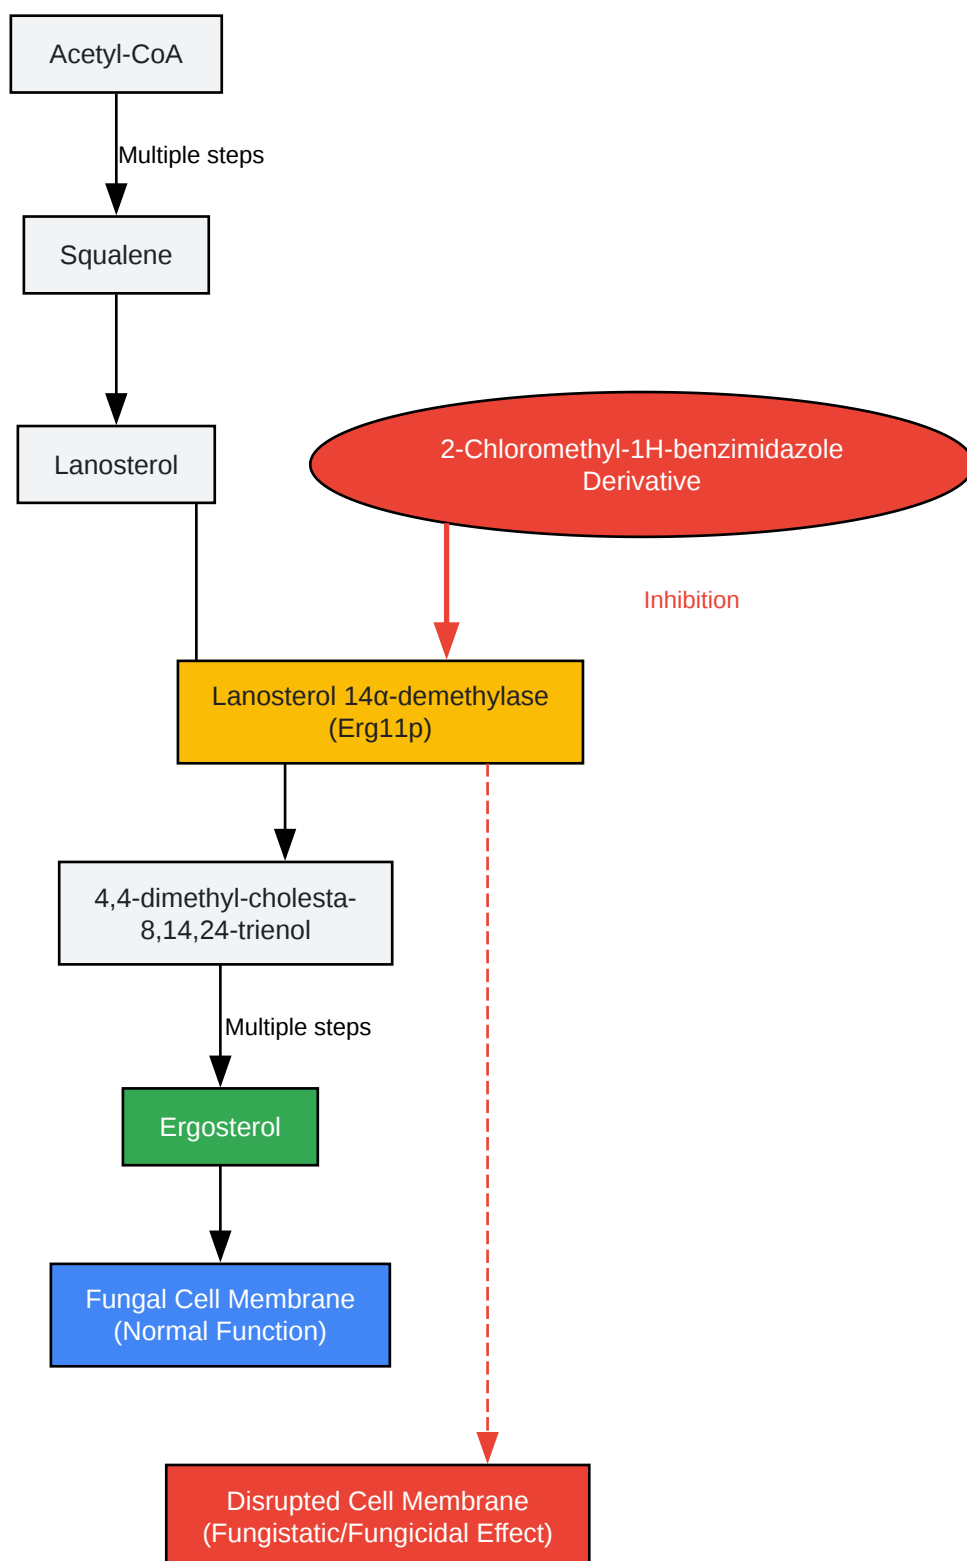 Acetyl-CoA
Multiple steps
Squalene
Lanosterol
2-Chloromethyl-1H-benzimidazole
Derivative
Inhibition
Lanosterol 14α-demethylase
(Erg11p)
4,4-dimethyl-cholesta-
8,14,24-trienol
Multiple steps
Ergosterol
Fungal Cell Membrane
(Normal Function)
Disrupted Cell Membrane
(Fungistatic/Fungicidal Effect)